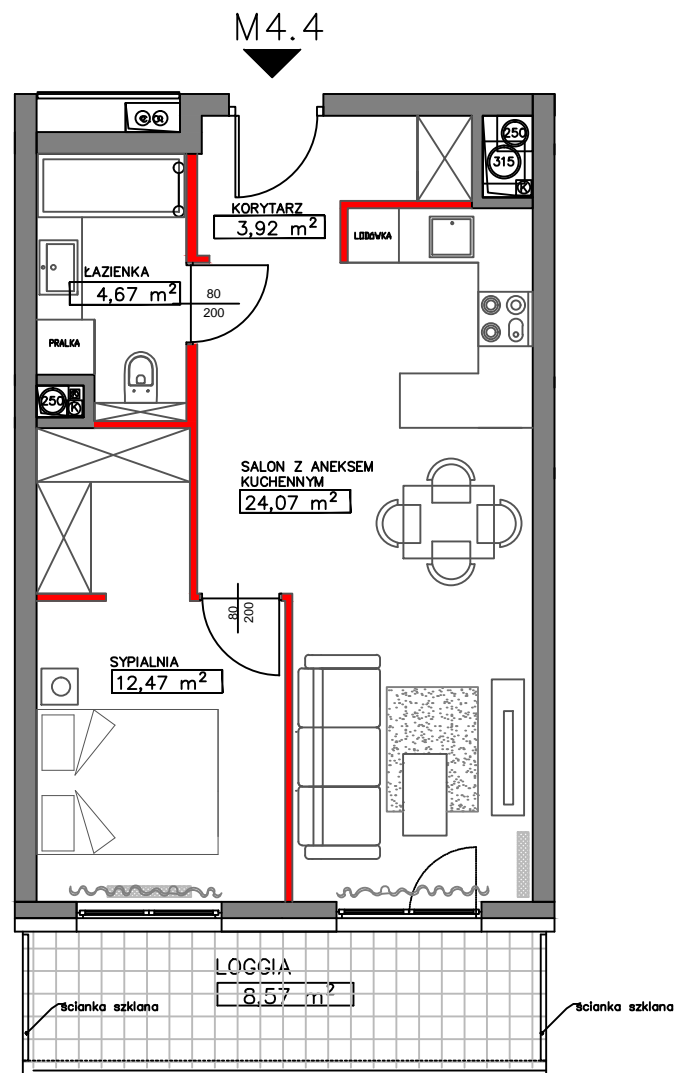 M4.4
250
315
K
KORYTARZ
3,92 m²
LODÓWKA
ŁAZIENKA
4,67 m²
80
200
PRALKA
250
K
SALON Z ANEKSEM
KUCHENNYM
24,07 m²
80
200
SYPIALNIA
12,47 m²
LOGGIA
8,57 m²
ścianka szklana
ścianka szklana